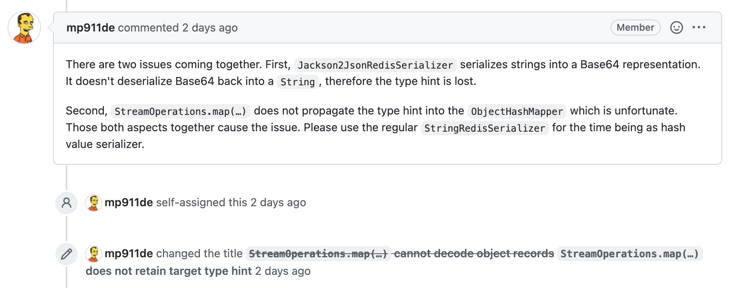 mp911de commented 2 days ago
Member
There are two issues coming together. First, Jackson2JsonRedisSerializer serializes strings into a Base64 representation.
It doesn't deserialize Base64 back into a String, therefore the type hint is lost.
Second, StreamOperations.map(…) does not propagate the type hint into the ObjectHashMapper which is unfortunate.
Those both aspects together cause the issue. Please use the regular StringRedisSerializer for the time being as hash
value serializer.
mp911de self-assigned this 2 days ago
mp911de changed the title StreamOperations.map(…) cannot decode object records StreamOperations.map(…)
does not retain target type hint 2 days ago